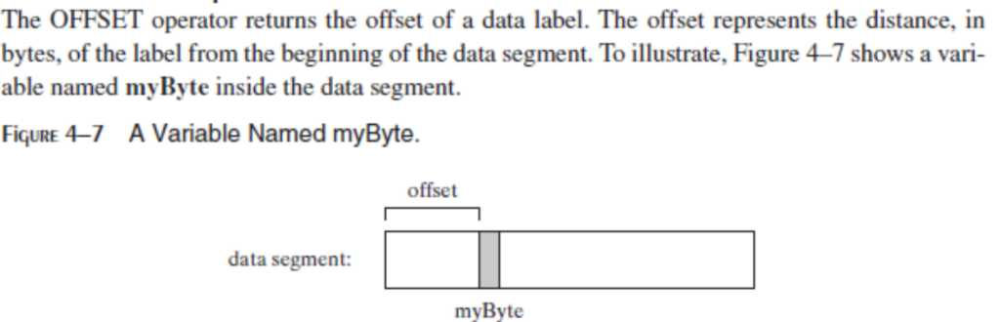 The OFFSET operator returns the offset of a data label. The offset represents the distance, in
bytes, of the label from the beginning of the data segment. To illustrate, Figure 4–7 shows a vari-
able named myByte inside the data segment.
FIGURE 4–7 A Variable Named myByte.
offset
data segment:
myByte